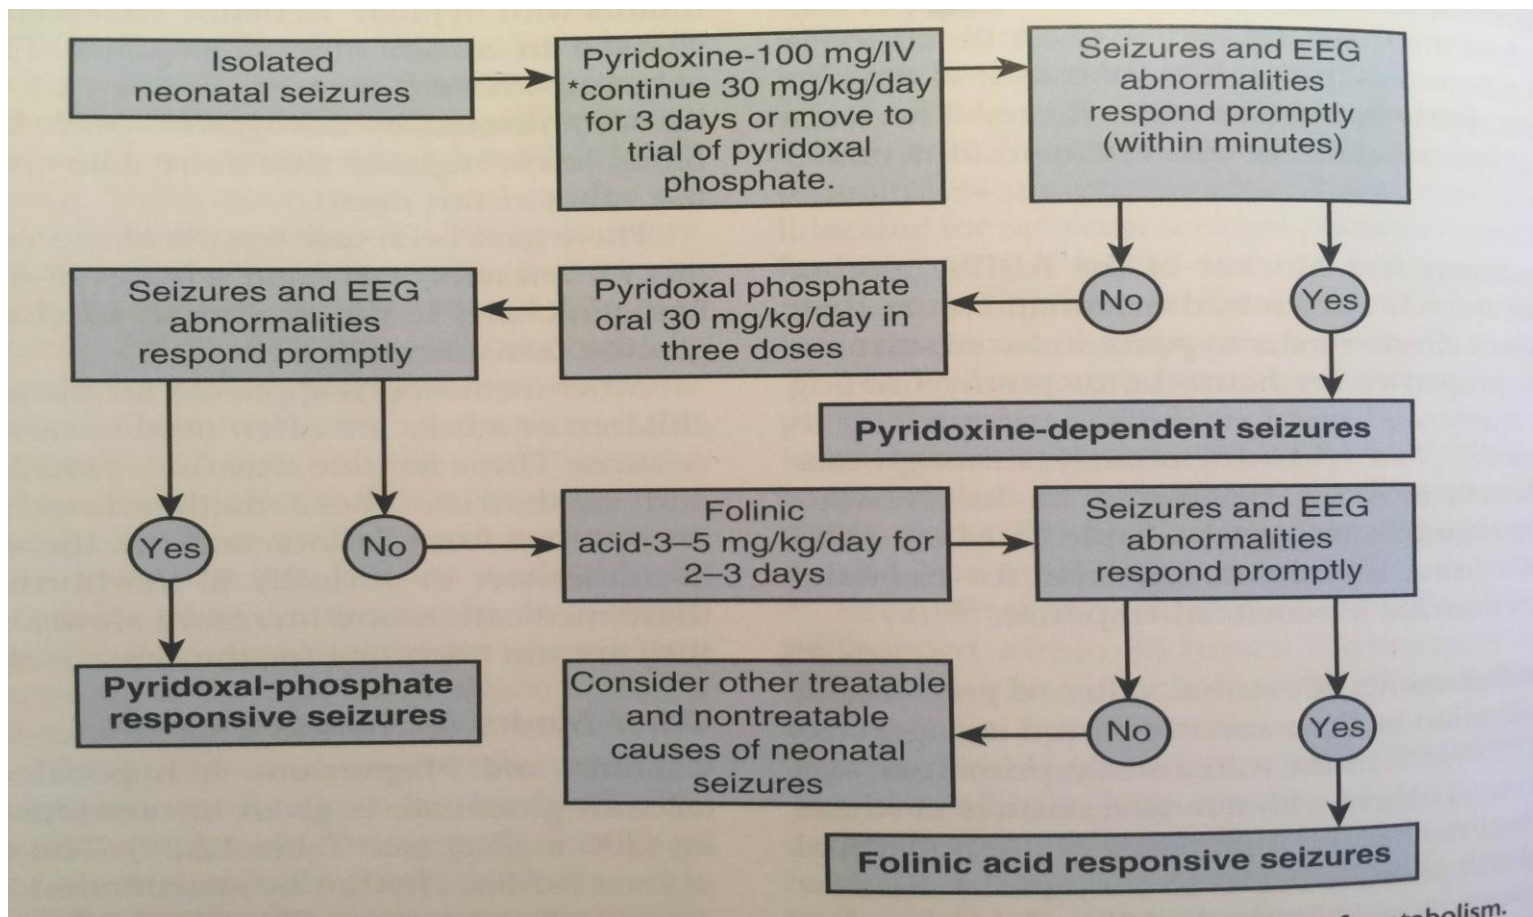 Isolated
neonatal seizures
Pyridoxine-100 mg/IV
*continue 30 mg/kg/day
for 3 days or move to
trial of pyridoxal
phosphate.
Seizures and EEG
abnormalities
respond promptly
(within minutes)
No
Yes
Pyridoxal phosphate
oral 30 mg/kg/day in
three doses
Seizures and EEG
abnormalities
respond promptly
Pyridoxine-dependent seizures
Yes
No
Folinic
acid-3–5 mg/kg/day for
2–3 days
Seizures and EEG
abnormalities
respond promptly
Pyridoxal-phosphate
responsive seizures
No
Yes
Consider other treatable
and nontreatable
causes of neonatal
seizures
Folinic acid responsive seizures
metabolism.